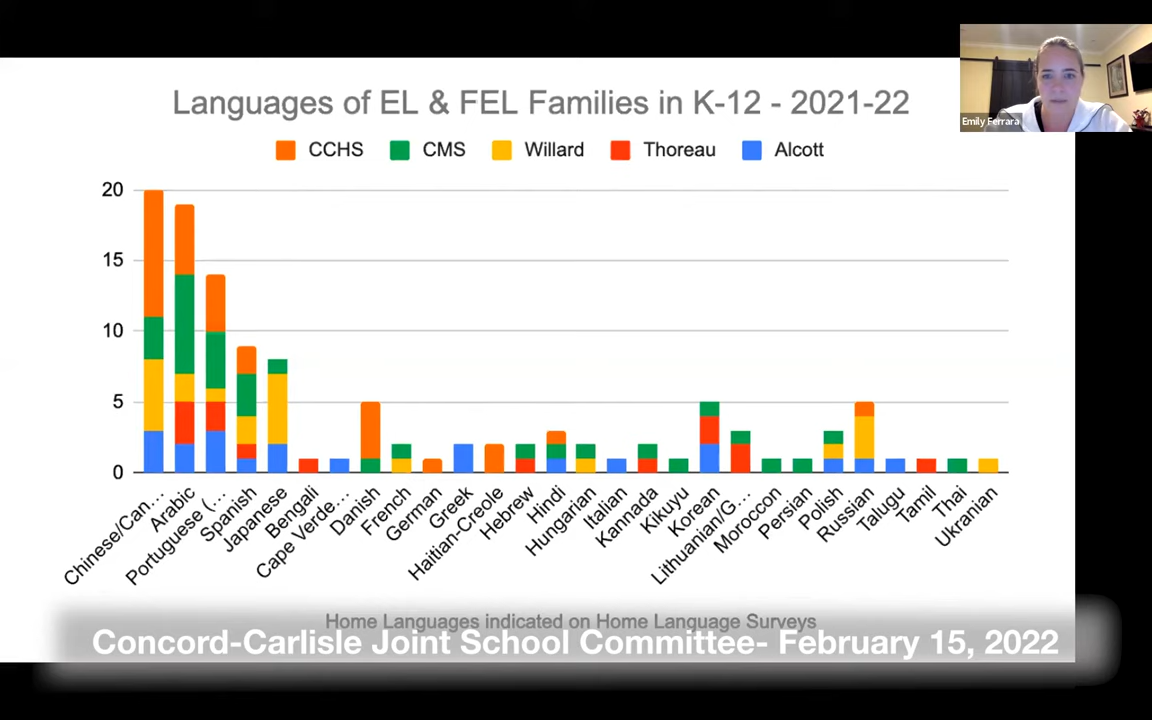 Emily Ferrara
Languages of EL & FEL Families in K-12 - 2021-22
CCHS CMS Willard Thoreau Alcott
20
15
10
5
0
Chinese/Can...
Arabic
Portuguese (...
Spanish
Japanese
Bengali
Cape Verde...
Danish
French
German
Greek
Haitian-Creole
Hebrew
Hindi
Hungarian
Italian
Kannada
Kikuyu
Korean
Lithuanian/G...
Moroccon
Persian
Polish
Russian
Talugu
Tamil
Thai
Ukranian
Home Languages indicated on Home Language Surveys
Concord-Carlisle Joint School Committee- February 15, 2022